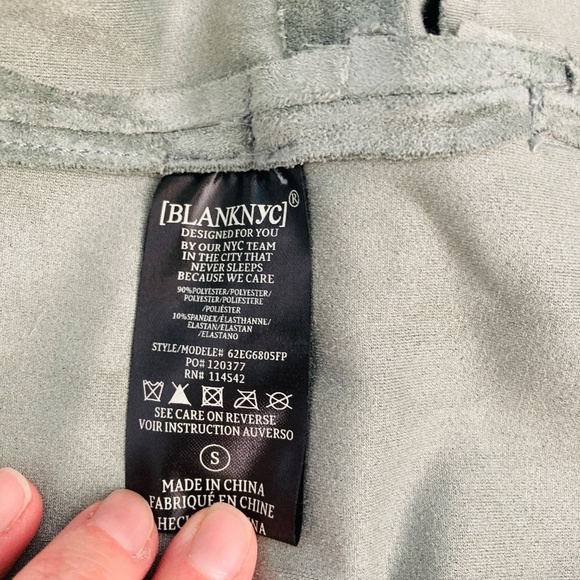 [BLANKNYC]®
DESIGNED FOR YOU
BY OUR NYC TEAM
IN THE CITY THAT
NEVER SLEEPS
BECAUSE WE CARE
90%POLYESTER/POLYESTER/
POLYESTER/POLIESTERE
/POLIÉSTER
10%SPANDEX/ÉLASTHANNE/
ELASTAN/ELASTAN
/ELASTANO
STYLE/MODELE# 62EG6805FP
PO# 120377
RN# 114542
SEE CARE ON REVERSE
VOIR INSTRUCTION AUVERSO
S
MADE IN CHINA
FABRIQUÉ EN CHINE